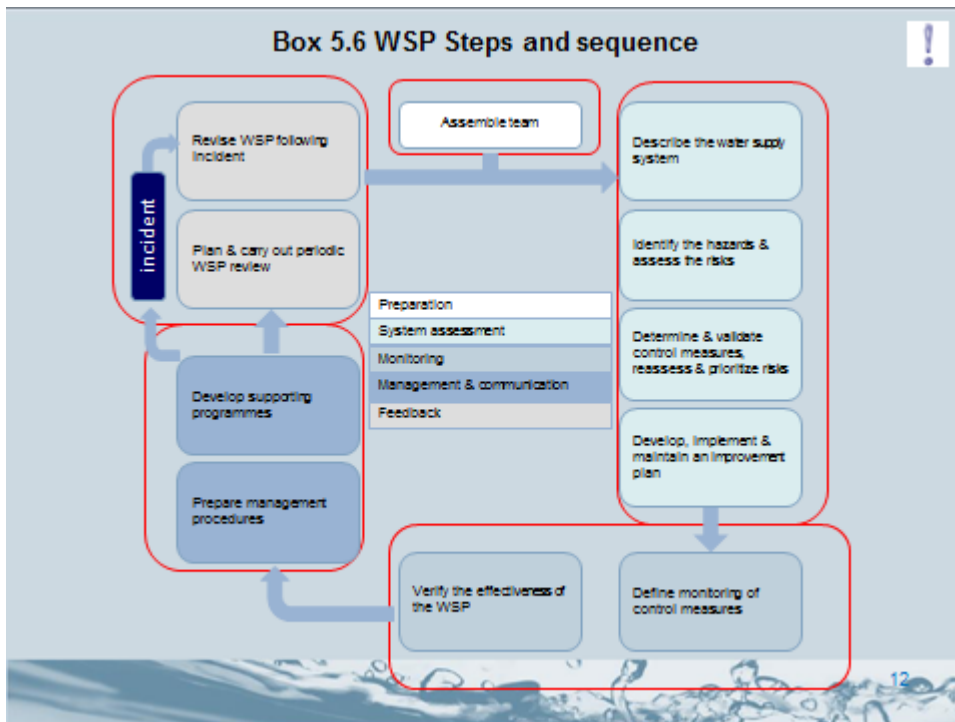 Box 5.6 WSP Steps and sequence
!
Assemble team
Revise WSP following
incident
Describe the water supply
system
incident
Plan & carry out periodic
WSP review
Identify the hazards &
assess the risks
Preparation
System assessment
Monitoring
Management & communication
Feedback
Determine & validate
control measures,
reassess & prioritize risks
Develop supporting
programmes
Develop, implement &
maintain an improvement
plan
Prepare management
procedures
Verify the effectiveness of
the WSP
Define monitoring of
control measures
12